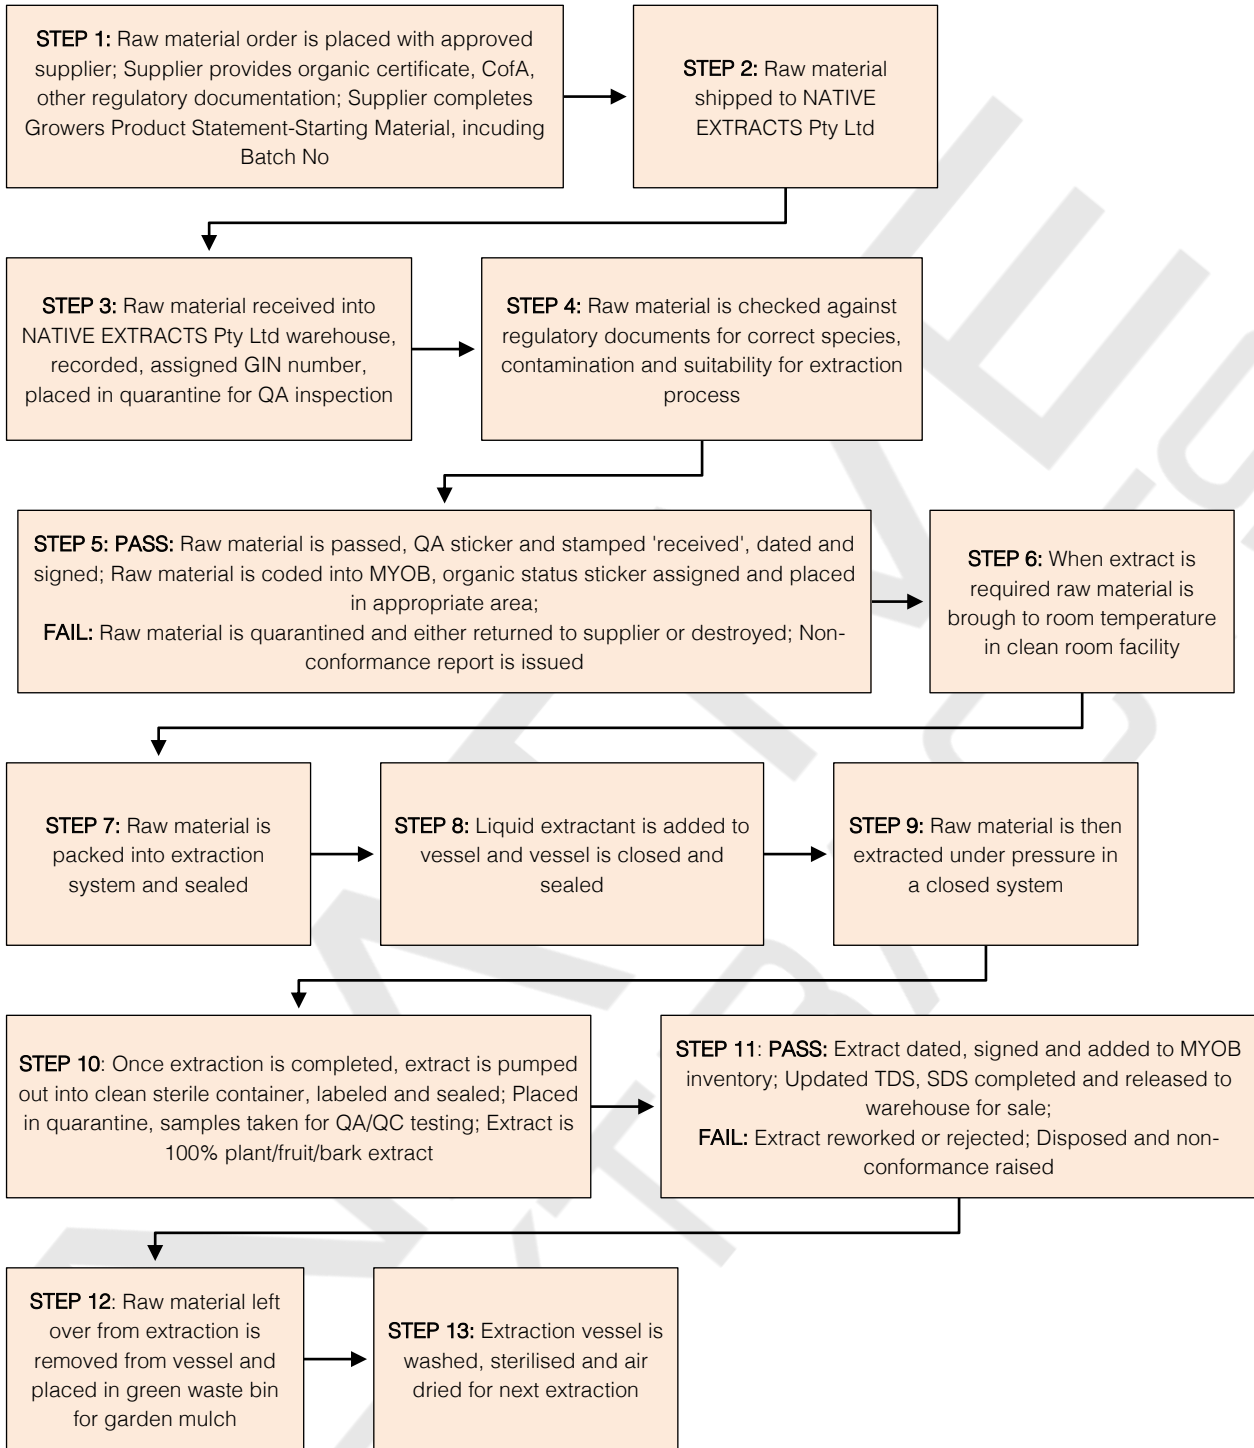 STEP 1: Raw material order is placed with approved
supplier; Supplier provides organic certificate, CofA,
other regulatory documentation; Supplier completes
Growers Product Statement-Starting Material, incuding
Batch No
STEP 2: Raw material
shipped to NATIVE
EXTRACTS Pty Ltd
STEP 3: Raw material received into
NATIVE EXTRACTS Pty Ltd warehouse,
recorded, assigned GIN number,
placed in quarantine for QA inspection
STEP 4: Raw material is checked against
regulatory documents for correct species,
contamination and suitability for extraction
process
STEP 5: PASS: Raw material is passed, QA sticker and stamped 'received', dated and
signed; Raw material is coded into MYOB, organic status sticker assigned and placed
in appropriate area;
FAIL: Raw material is quarantined and either returned to supplier or destroyed; Non-
conformance report is issued
STEP 6: When extract is
required raw material is
brough to room temperature
in clean room facility
STEP 7: Raw material is
packed into extraction
system and sealed
STEP 8: Liquid extractant is added to
vessel and vessel is closed and
sealed
STEP 9: Raw material is then
extracted under pressure in
a closed system
STEP 10: Once extraction is completed, extract is pumped
out into clean sterile container, labeled and sealed; Placed
in quarantine, samples taken for QA/QC testing; Extract is
100% plant/fruit/bark extract
STEP 11: PASS: Extract dated, signed and added to MYOB
inventory; Updated TDS, SDS completed and released to
warehouse for sale;
FAIL: Extract reworked or rejected; Disposed and non-
conformance raised
STEP 12: Raw material left
over from extraction is
removed from vessel and
placed in green waste bin
for garden mulch
STEP 13: Extraction vessel is
washed, sterilised and air
dried for next extraction